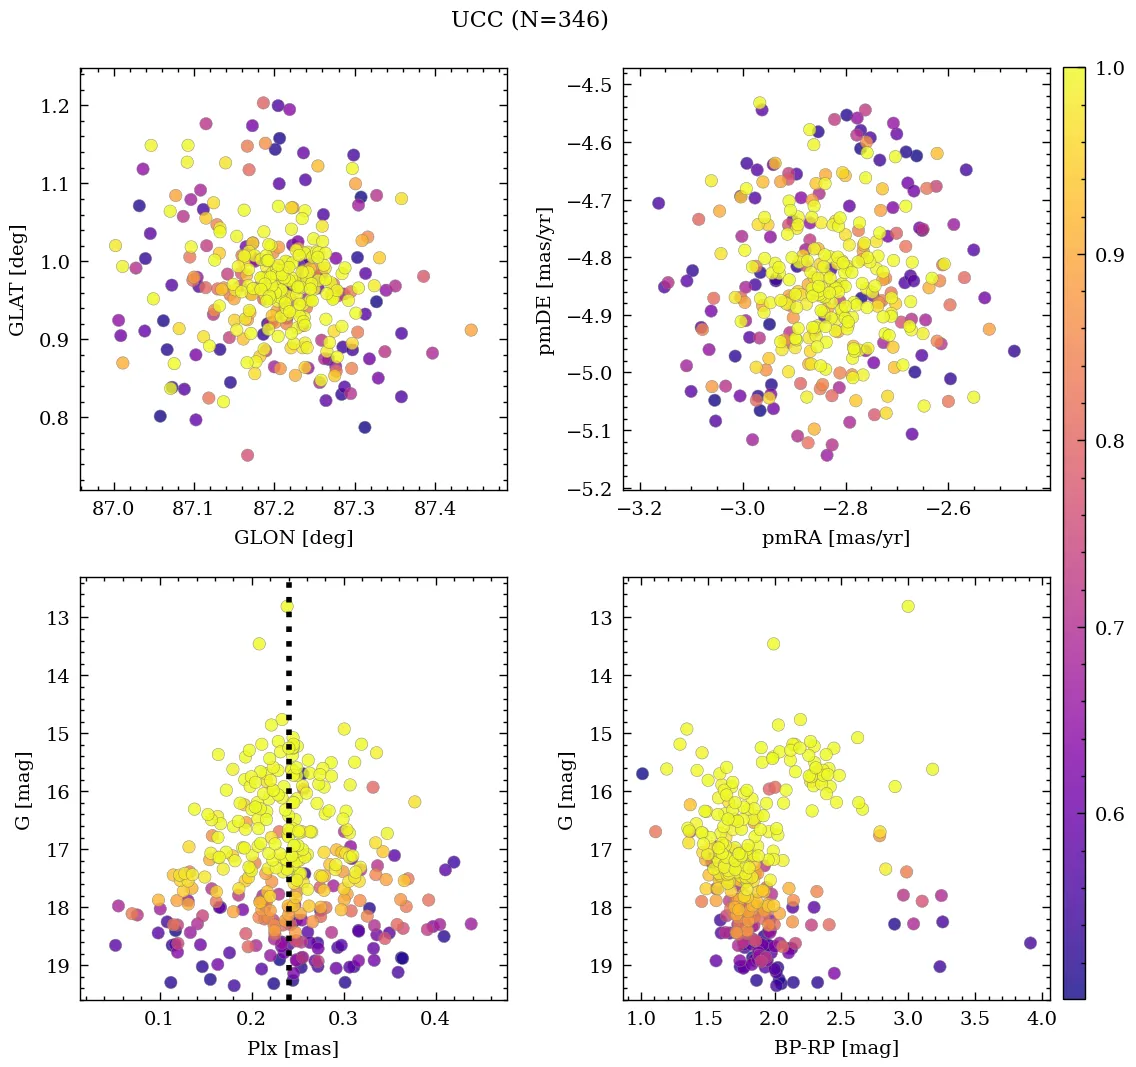 UCC (N=346)
1.2
1.1
1.0
0.9
0.8
GLAT [deg]
87.0 87.1 87.2 87.3 87.4
GLON [deg]
−4.5
−4.6
−4.7
−4.8
−4.9
−5.0
−5.1
−5.2
pmDE [mas/yr]
−3.2 −3.0 −2.8 −2.6
pmRA [mas/yr]
1.0
0.9
0.8
0.7
0.6
13
14
15
16
17
18
19
G [mag]
0.1 0.2 0.3 0.4
Plx [mas]
13
14
15
16
17
18
19
G [mag]
1.0 1.5 2.0 2.5 3.0 3.5 4.0
BP-RP [mag]